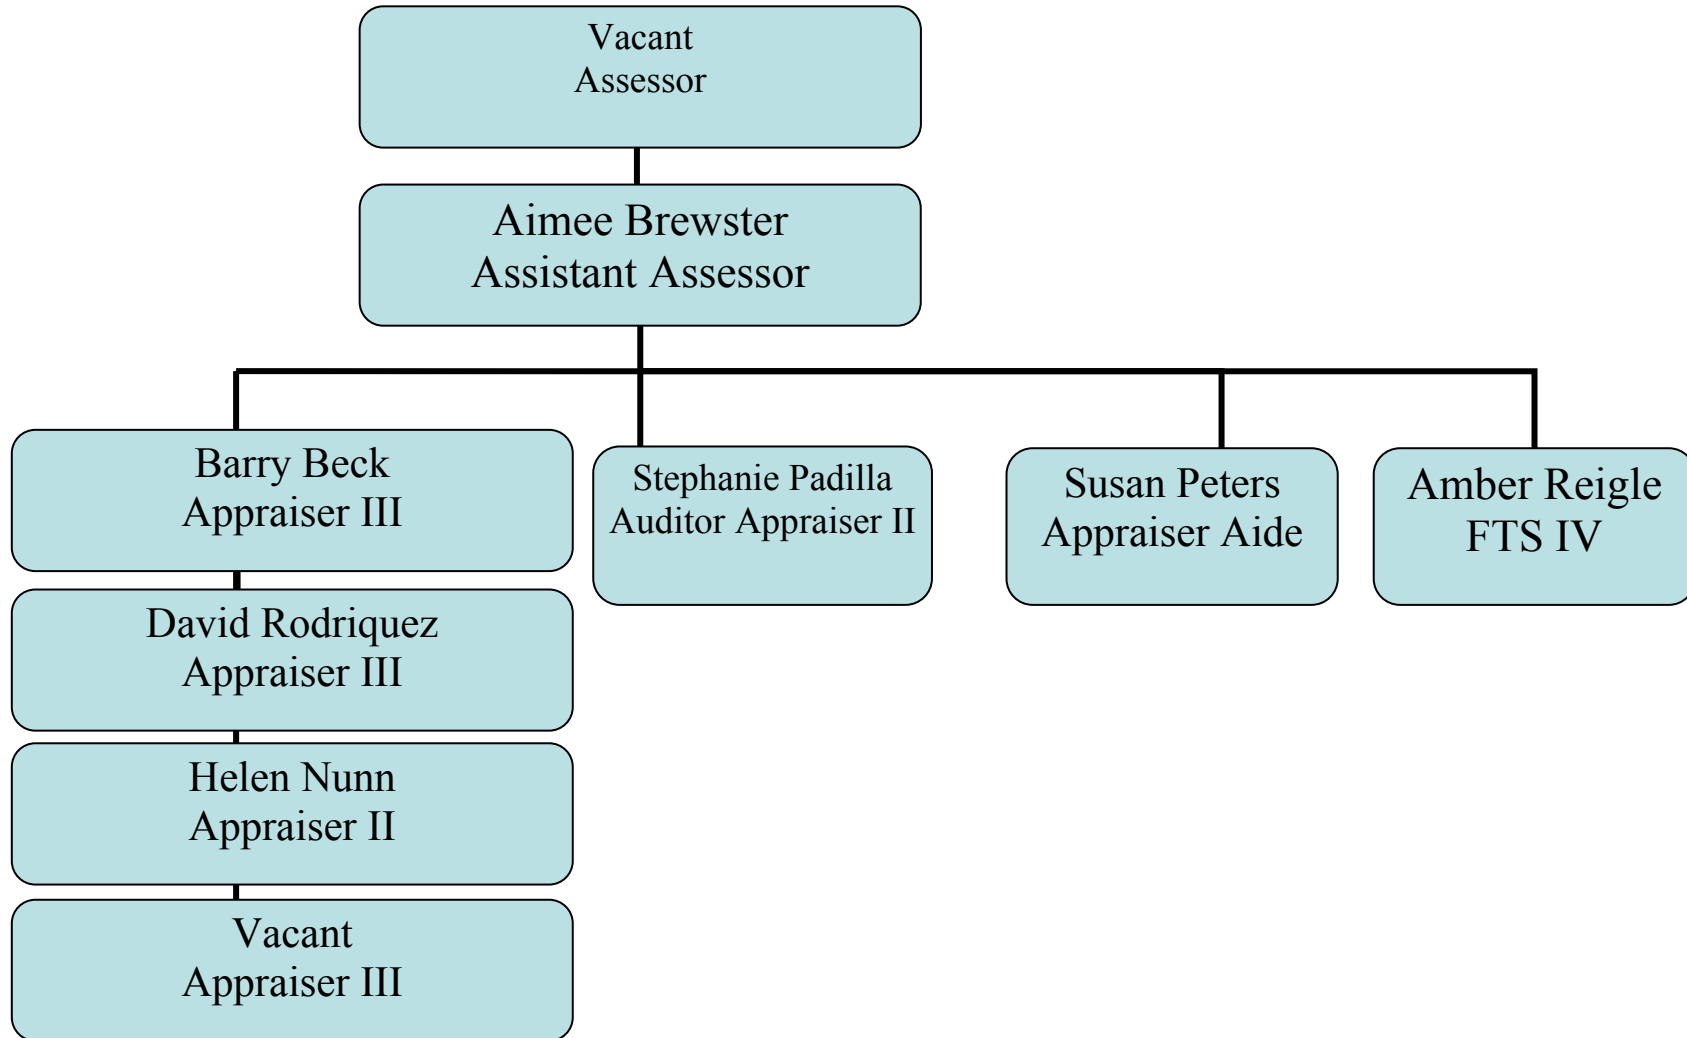 Vacant
Assessor
Aimee Brewster
Assistant Assessor
Barry Beck
Appraiser III
Stephanie Padilla
Auditor Appraiser II
Susan Peters
Appraiser Aide
Amber Reigle
FTS IV
David Rodriquez
Appraiser III
Helen Nunn
Appraiser II
Vacant
Appraiser III